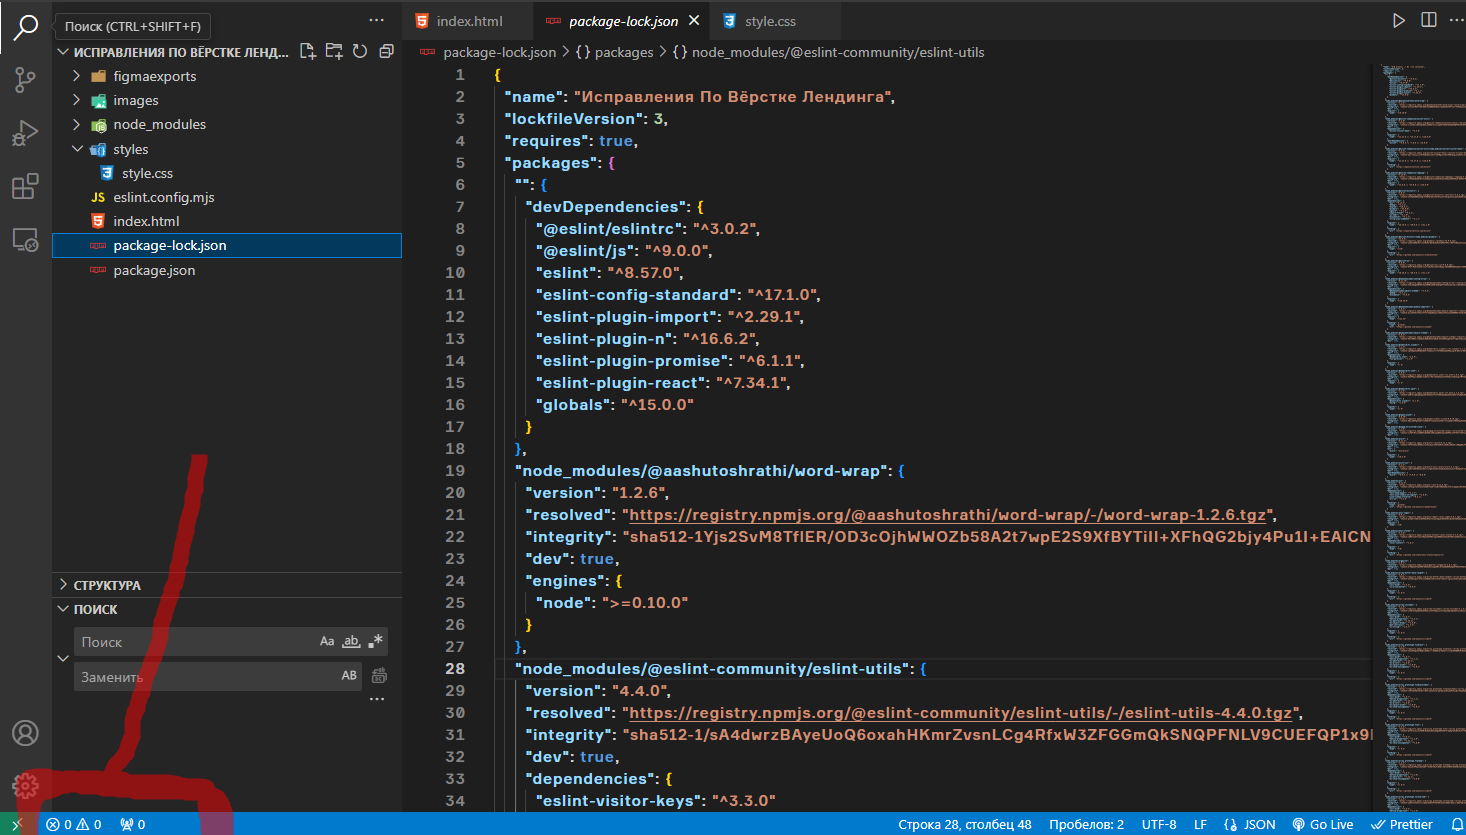 Поиск (CTRL+SHIFT+F)
ИСПРАВЛЕНИЯ ПО ВЁРСТКЕ ЛЕНД...
figmaexports
images
node_modules
styles
style.css
JS eslint.config.mjs
index.html
package-lock.json
package.json
СТРУКТУРА
ПОИСК
Поиск Aa ab
Заменить AB
index.html package-lock.json style.css
package-lock.json > {} packages > {} node_modules/@eslint-community/eslint-utils
1 {
2 "name": "Исправления По Вёрстке Лендинга",
3 "lockfileVersion": 3,
4 "requires": true,
5 "packages": {
6 "": {
7 "devDependencies": {
8 "@eslint/eslintrc": "^3.0.2",
9 "@eslint/js": "^9.0.0",
10 "eslint": "^8.57.0",
11 "eslint-config-standard": "^17.1.0",
12 "eslint-plugin-import": "^2.29.1",
13 "eslint-plugin-n": "^16.6.2",
14 "eslint-plugin-promise": "^6.1.1",
15 "eslint-plugin-react": "^7.34.1",
16 "globals": "^15.0.0"
17 }
18 },
19 "node_modules/@aashutoshrathi/word-wrap": {
20 "version": "1.2.6",
21 "resolved": "https://registry.npmjs.org/@aashutoshrathi/word-wrap/-/word-wrap-1.2.6.tgz",
22 "integrity": "sha512-1Yjs2SvM8TflER/OD3cOjhWWOZb58A2t7wpE2S9XfBYTiIl+XFhQG2bjy4Pu1I+EAlCN
23 "dev": true,
24 "engines": {
25 "node": ">=0.10.0"
26 }
27 },
28 "node_modules/@eslint-community/eslint-utils": {
29 "version": "4.4.0",
30 "resolved": "https://registry.npmjs.org/@eslint-community/eslint-utils/-/eslint-utils-4.4.0.tgz",
31 "integrity": "sha512-1/sA4dwrzBAyeUoQ6oxahHKmrZvsnLCg4RfxW3ZFGGmQkSNQPFNLV9CUEFQP1x9
32 "dev": true,
33 "dependencies": {
34 "eslint-visitor-keys": "^3.3.0"
0 0 0 Строка 28, столбец 48 Пробелов: 2 UTF-8 LF {} JSON Go Live Prettier